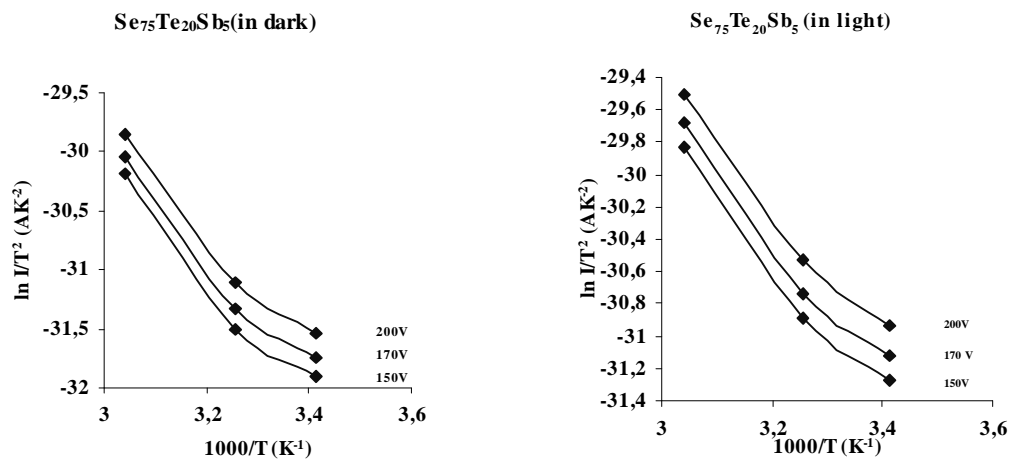 Se₇₅Te₂₀Sb₅(in dark)
-29,5
-30
-30,5
-31
-31,5
-32
ln I/T² (AK⁻²)
200V
170V
150V
3
3,2
3,4
3,6
1000/T (K⁻¹)
Se₇₅Te₂₀Sb₅ (in light)
-29,4
-29,6
-29,8
-30
-30,2
-30,4
-30,6
-30,8
-31
-31,2
-31,4
ln I/T² (AK⁻²)
200V
170 V
150V
3
3,2
3,4
3,6
1000/T (K⁻¹)